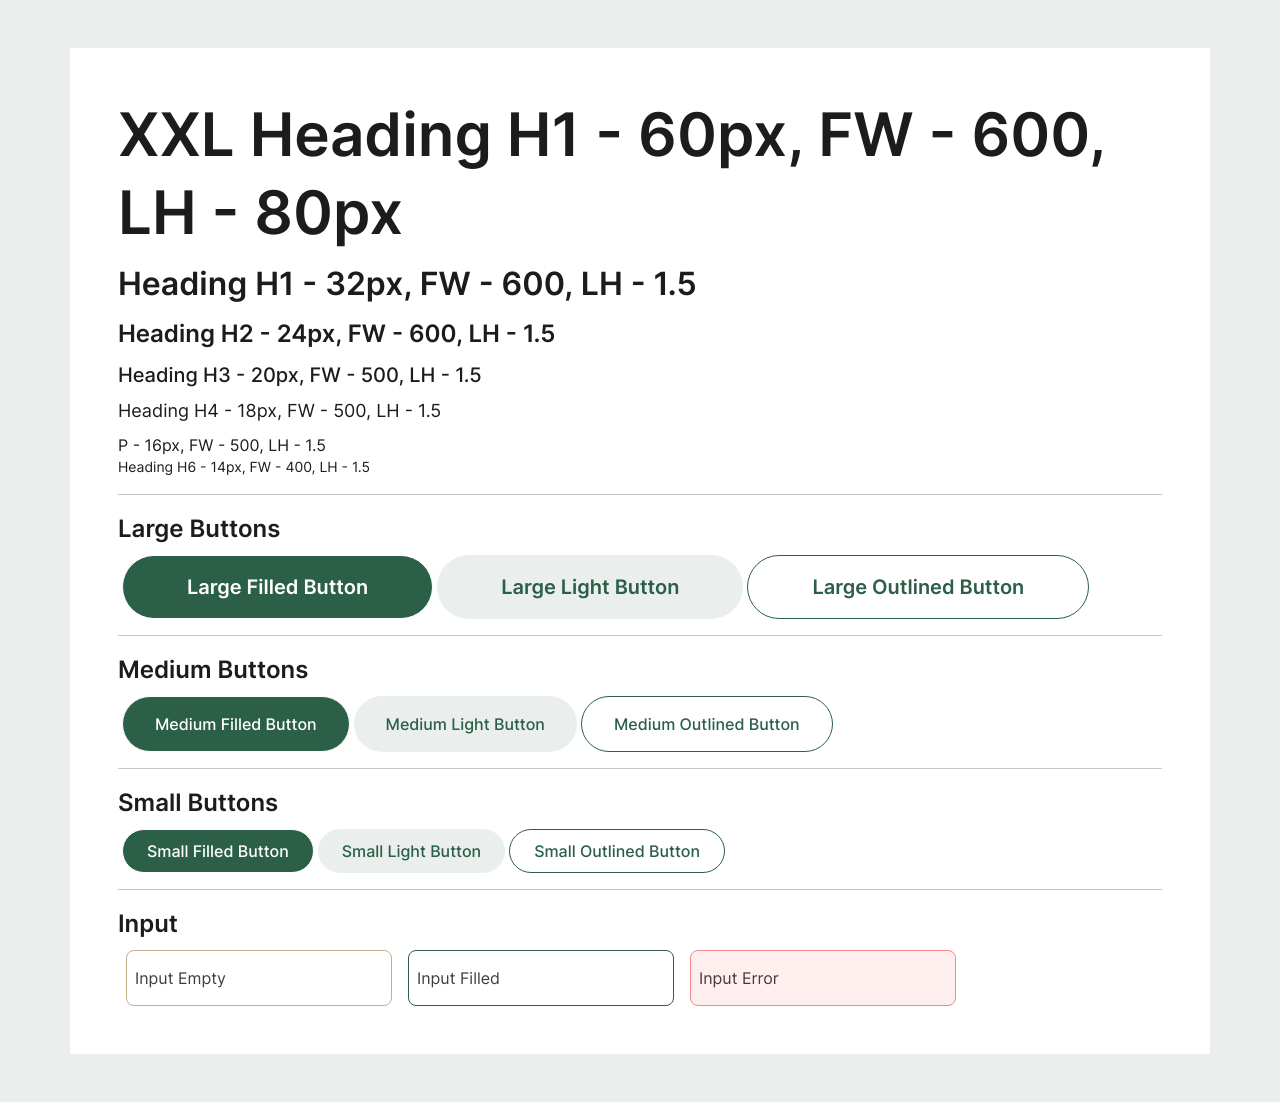 XXL Heading H1 - 60px, FW - 600,
LH - 80px
Heading H1 - 32px, FW - 600, LH - 1.5
Heading H2 - 24px, FW - 600, LH - 1.5
Heading H3 - 20px, FW - 500, LH - 1.5
Heading H4 - 18px, FW - 500, LH - 1.5
P - 16px, FW - 500, LH - 1.5
Heading H6 - 14px, FW - 400, LH - 1.5
Large Buttons
Large Filled Button Large Light Button Large Outlined Button
Medium Buttons
Medium Filled Button Medium Light Button Medium Outlined Button
Small Buttons
Small Filled Button Small Light Button Small Outlined Button
Input
Input Empty Input Filled Input Error